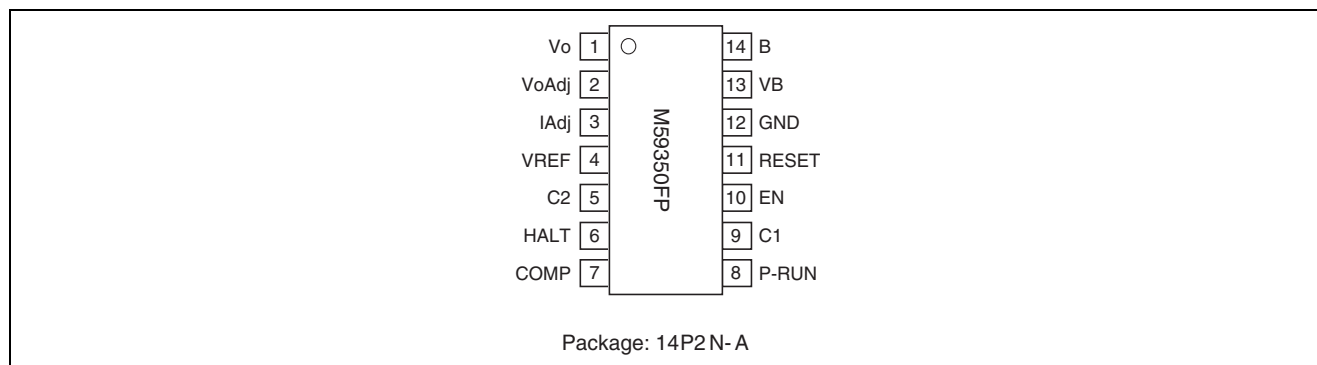 Vo 1 14 B
VoAdj 2 13 VB
IAdj 3 12 GND
VREF 4 11 RESET
C2 5 10 EN
HALT 6 9 C1
COMP 7 8 P-RUN
M59350FP
Package: 14P2N-A